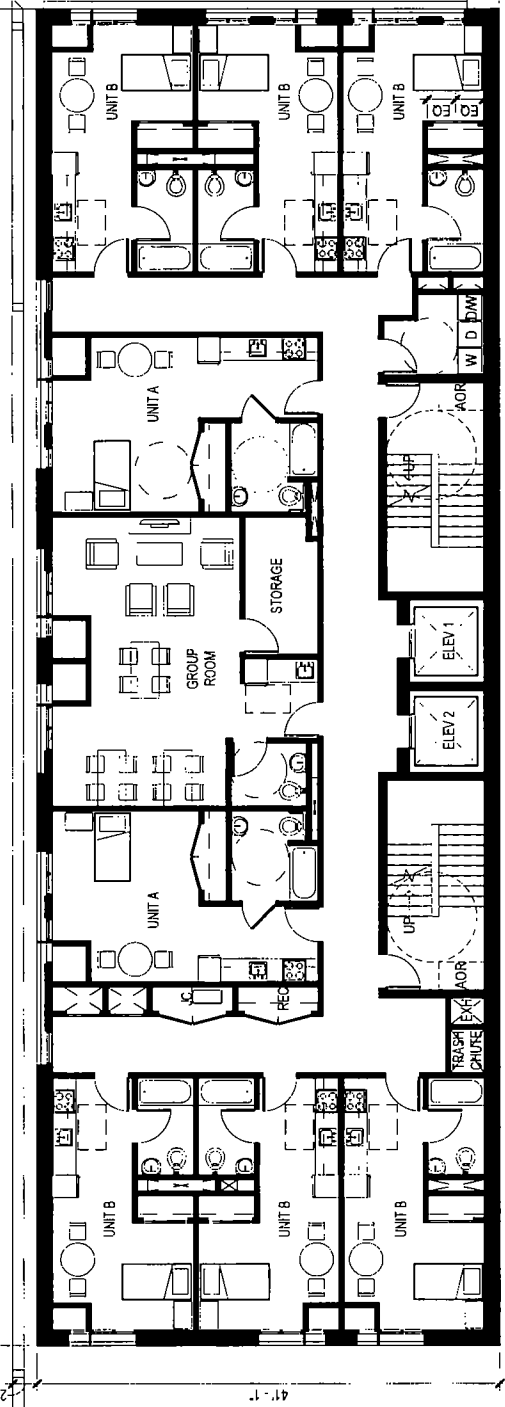 UNIT B
UNIT B
UNIT B
EQ
EQ
W
D
D/W
UNIT A
AOR
UP
STORAGE
GROUP
ROOM
ELEV 1
ELEV 2
UNIT A
UP
AOR
JC
REC
EXH
TRASH
CHUTE
UNIT B
UNIT B
UNIT B
41'- 1"